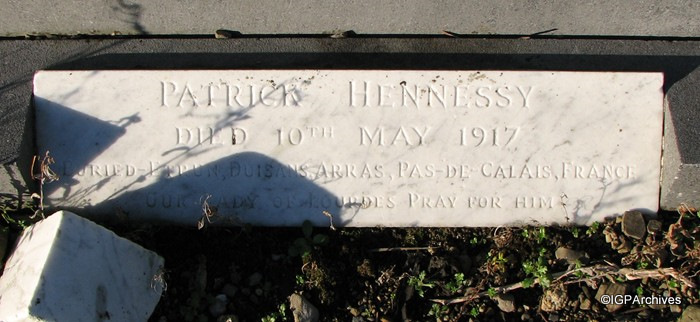 Patrick Hennessy
Died 10th May 1917
Buried Etrun, Duisans, Arras, Pas-de-Calais, France
Our Lady of Lourdes Pray for him
©IGPArchives